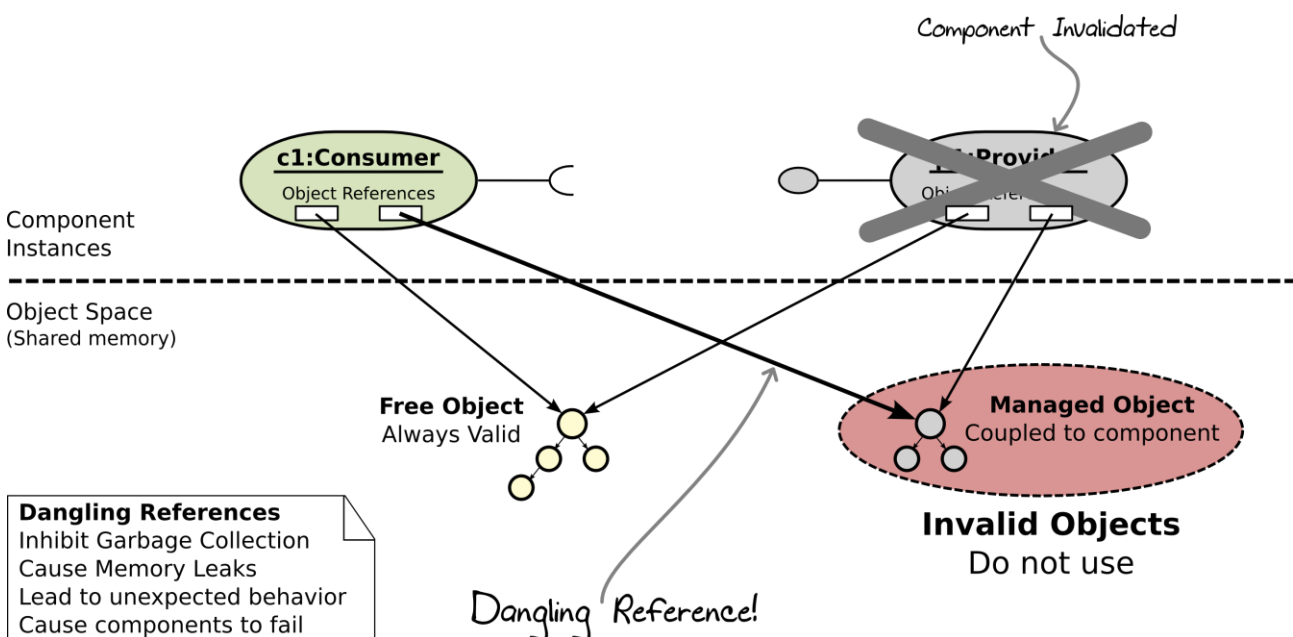 Component Invalidated
c1:Consumer
Object References
Component
Instances
Object Space
(Shared memory)
Free Object
Always Valid
Managed Object
Coupled to component
Invalid Objects
Do not use
Dangling References
Inhibit Garbage Collection
Cause Memory Leaks
Lead to unexpected behavior
Cause components to fail
Dangling Reference!